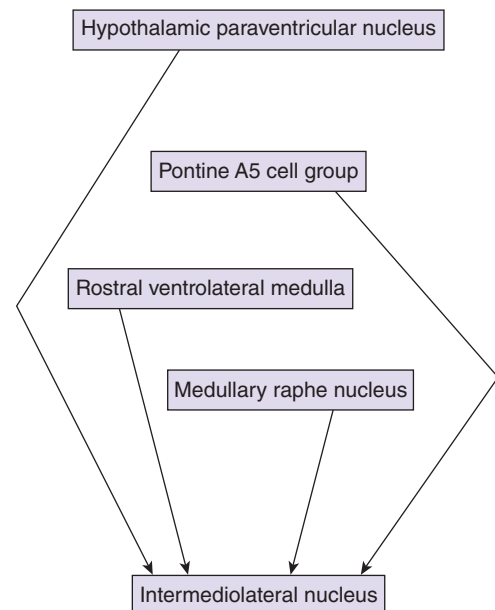 Hypothalamic paraventricular nucleus
Pontine A5 cell group
Rostral ventrolateral medulla
Medullary raphe nucleus
Intermediolateral nucleus